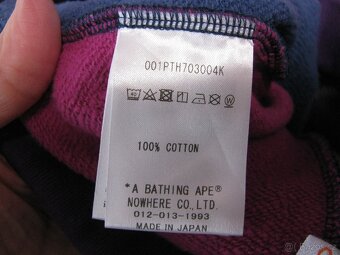 001PTH703004K
100% COTTON
*A BATHING APE®
NOWHERE CO.,LTD.
012-013-1993
MADE IN JAPAN